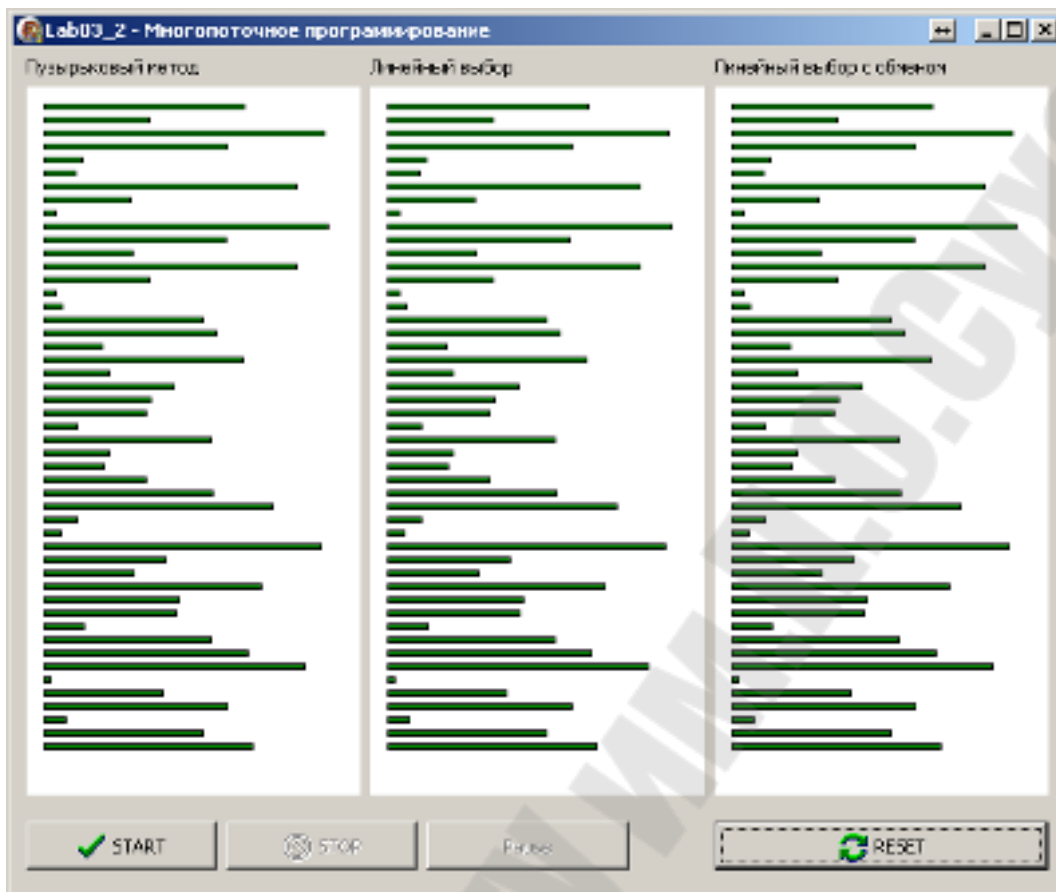 Lab03_2 - Многопоточное программирование
Пузырьковый метод
Линейный выбор
Линейный выбор с обменом
START
STOP
Pause
RESET